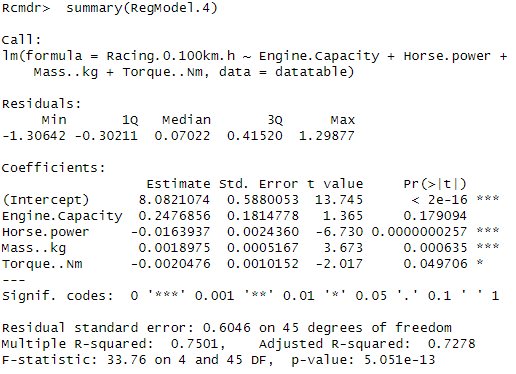 Rcmdr>  summary(RegModel.4)
Call:
lm(formula = Racing.0.100km.h ~ Engine.Capacity + Horse.power +
    Mass..kg + Torque..Nm, data = datatable)
Residuals:
     Min       1Q   Median       3Q      Max
-1.30642 -0.30211  0.07022  0.41520  1.29877
Coefficients:
                  Estimate Std. Error t value     Pr(>|t|)
(Intercept)      8.0821074  0.5880053  13.745      < 2e-16 ***
Engine.Capacity  0.2476856  0.1814778   1.365     0.179094
Horse.power     -0.0163937  0.0024360  -6.730 0.0000000257 ***
Mass..kg         0.0018975  0.0005167   3.673     0.000635 ***
Torque..Nm      -0.0020476  0.0010152  -2.017     0.049706 *
---
Signif. codes:  0 '***' 0.001 '**' 0.01 '*' 0.05 '.' 0.1 ' ' 1
Residual standard error: 0.6046 on 45 degrees of freedom
Multiple R-squared:  0.7501,    Adjusted R-squared:  0.7278
F-statistic: 33.76 on 4 and 45 DF,  p-value: 5.051e-13